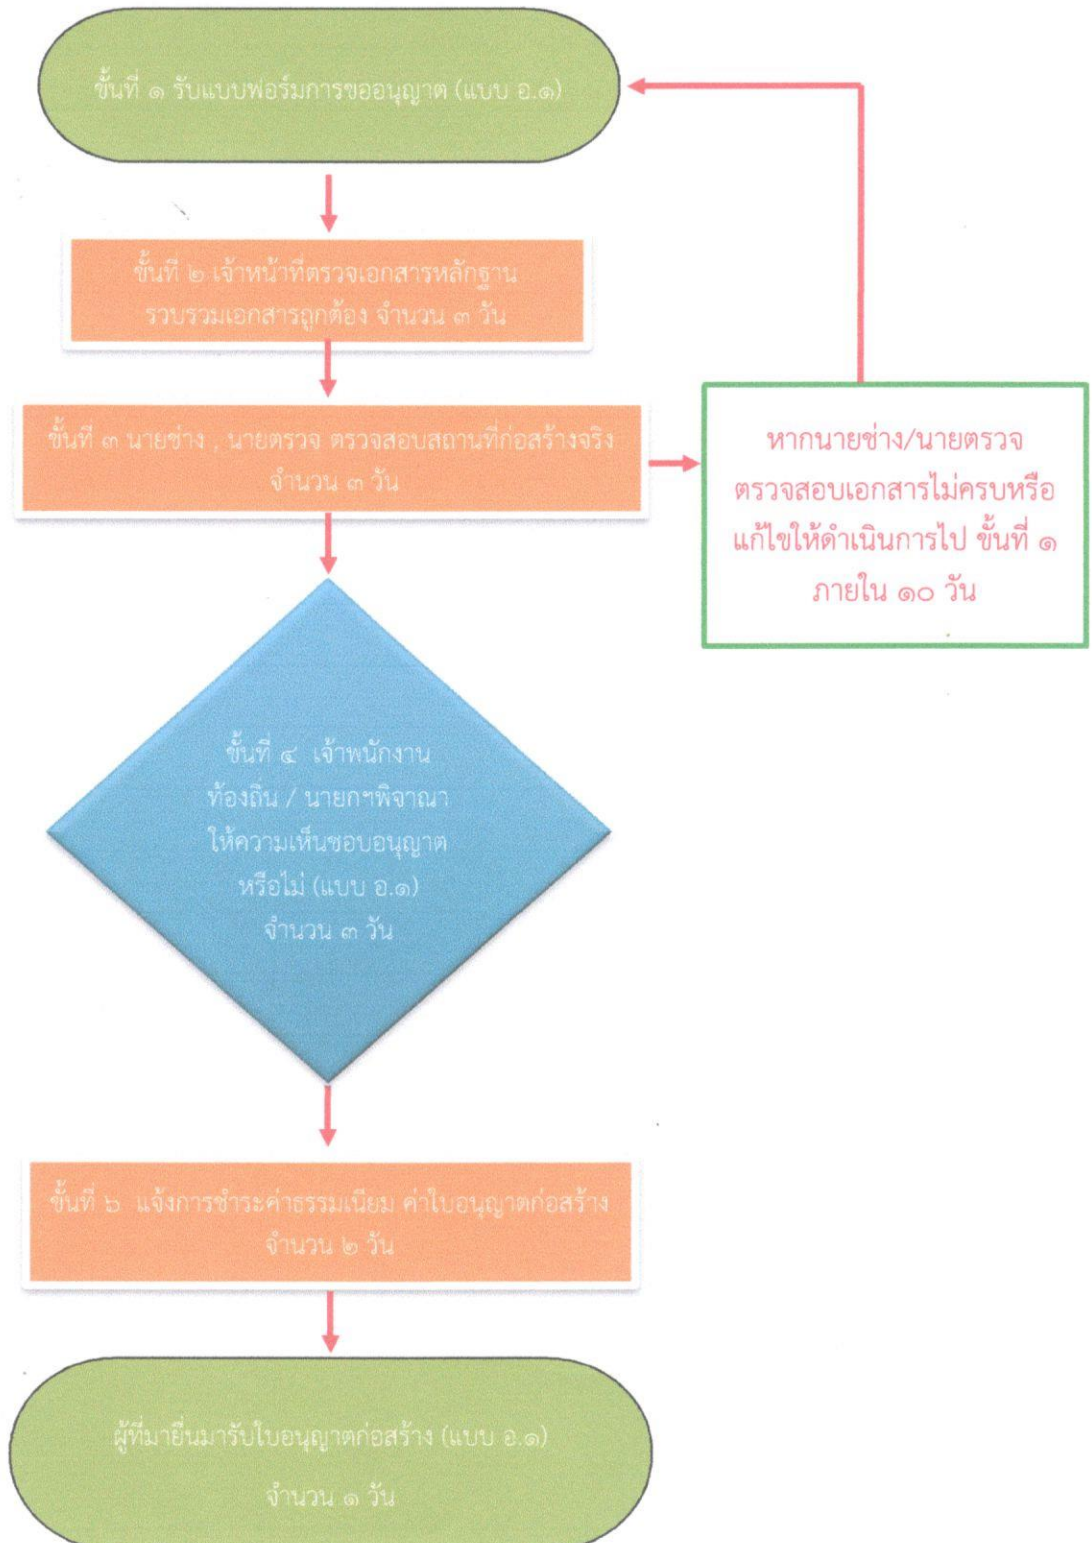 ขั้นที่ ๑ รับแบบฟอร์มการขออนุญาต (แบบ อ.๑)
ขั้นที่ ๒ เจ้าหน้าที่ตรวจเอกสารหลักฐาน
รวบรวมเอกสารถูกต้อง จำนวน ๓ วัน
ขั้นที่ ๓ นายช่าง , นายตรวจ ตรวจสอบสถานที่ก่อสร้างจริง
จำนวน ๓ วัน
หากนายช่าง/นายตรวจ
ตรวจสอบเอกสารไม่ครบหรือ
แก้ไขให้ดำเนินการไป ขั้นที่ ๑
ภายใน ๑๐ วัน
ขั้นที่ ๔ เจ้าพนักงาน
ท้องถิ่น / นายกฯพิจาณา
ให้ความเห็นชอบอนุญาต
หรือไม่ (แบบ อ.๑)
จำนวน ๓ วัน
ขั้นที่ ๖ แจ้งการชำระค่าธรรมเนียม ค่าใบอนุญาตก่อสร้าง
จำนวน ๒ วัน
ผู้ที่มายื่นมารับใบอนุญาตก่อสร้าง (แบบ อ.๑)
จำนวน ๑ วัน